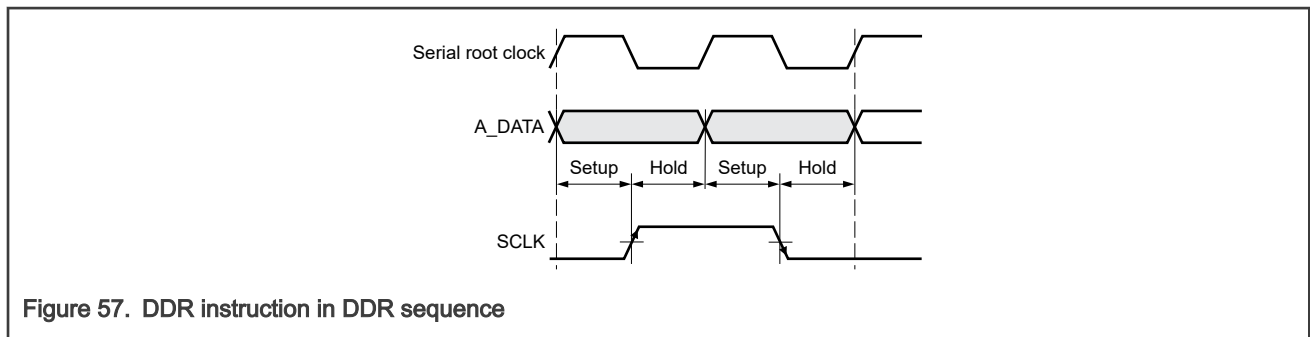 Serial root clock
A_DATA
Setup Hold Setup Hold
SCLK
Figure 57. DDR instruction in DDR sequence